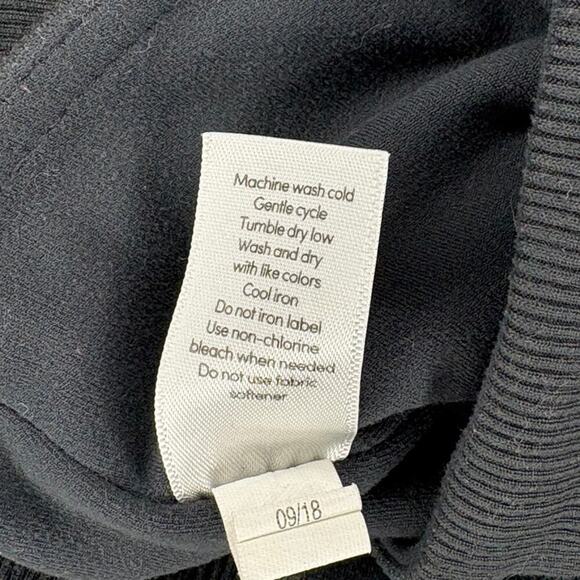 Machine wash cold
Gentle cycle
Tumble dry low
Wash and dry
with like colors
Cool iron
Do not iron label
Use non-chlorine
bleach when needed
Do not use fabric
softener
09/18